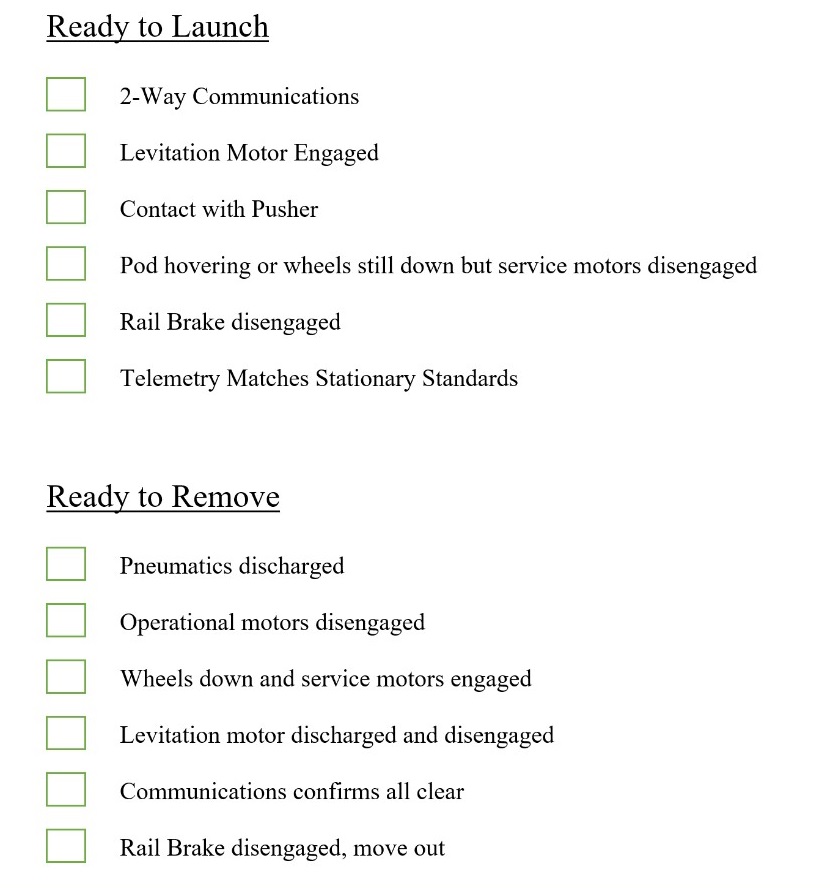 Ready to Launch
2-Way Communications
Levitation Motor Engaged
Contact with Pusher
Pod hovering or wheels still down but service motors disengaged
Rail Brake disengaged
Telemetry Matches Stationary Standards
Ready to Remove
Pneumatics discharged
Operational motors disengaged
Wheels down and service motors engaged
Levitation motor discharged and disengaged
Communications confirms all clear
Rail Brake disengaged, move out